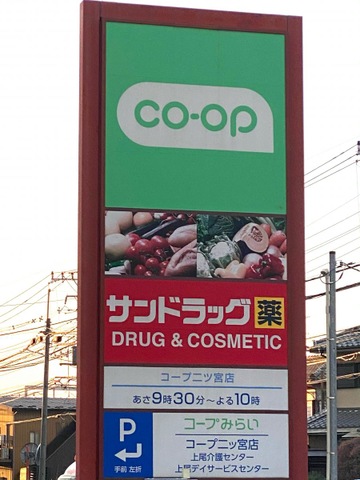 co-op
サンドラッグ 薬
DRUG & COSMETIC
コープ二ツ宮店
あさ9時30分~よる10時
P
手前 左折
コープみらい
コープ二ッ宮店
上尾介護センター
上尾デイサービスセンター